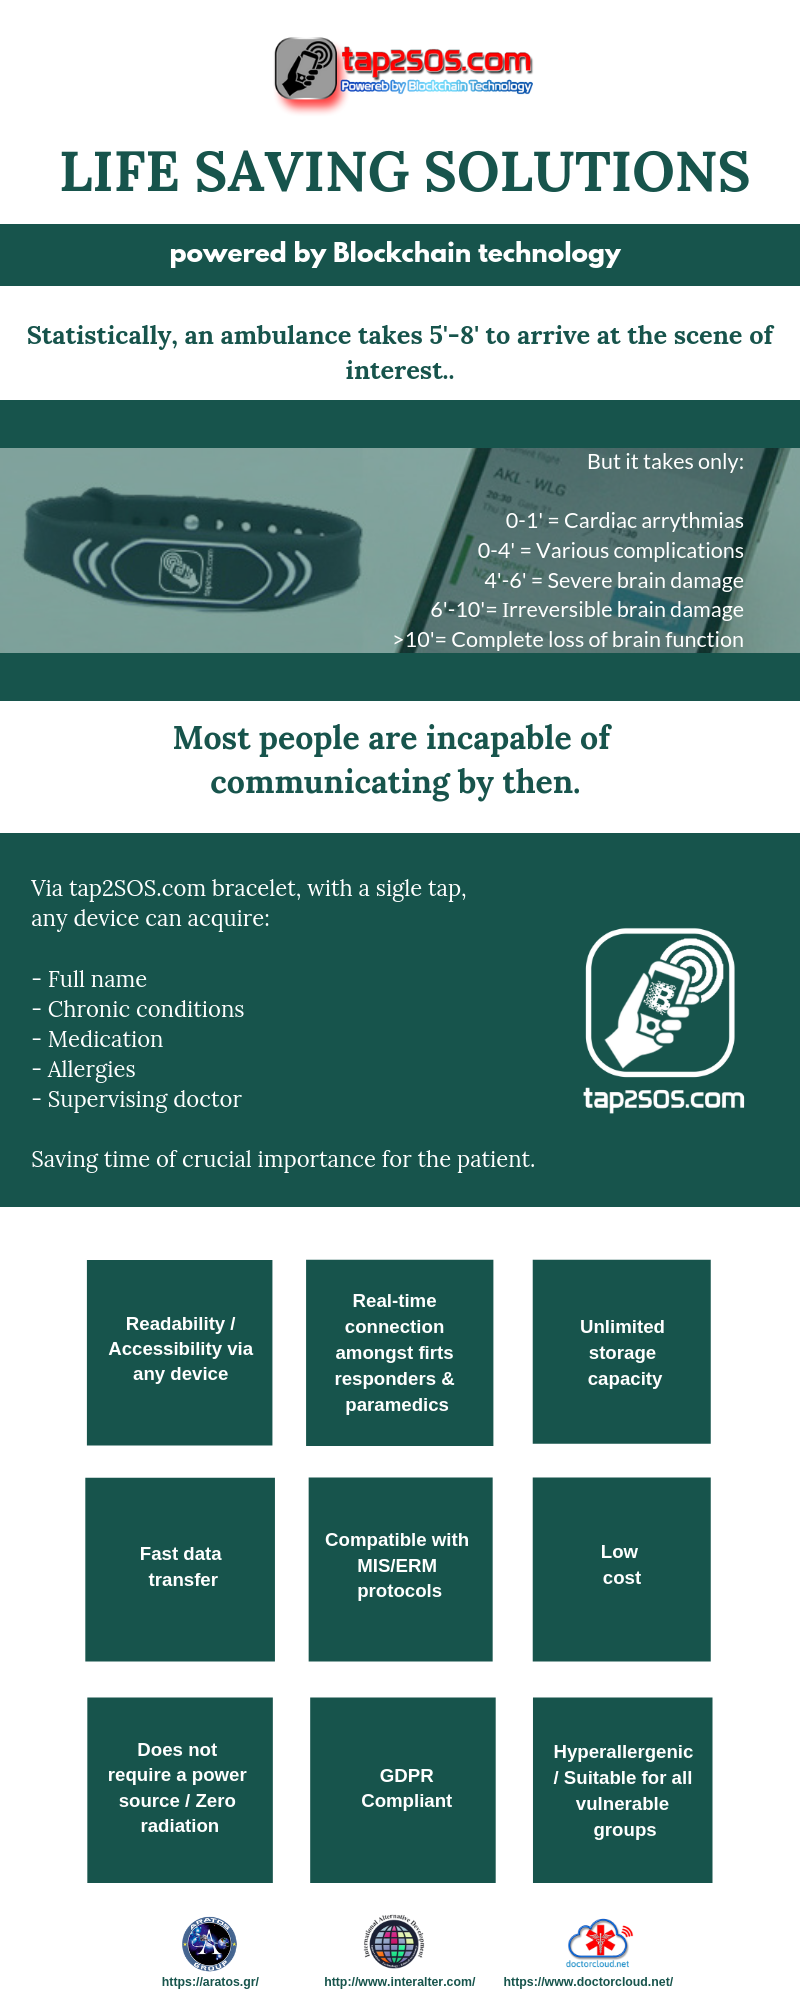 tap2SOS.com
Powereb by Blockchain Technology
LIFE SAVING SOLUTIONS
powered by Blockchain technology
Statistically, an ambulance takes 5'-8' to arrive at the scene of
interest..
AKL - WLG
20:30
But it takes only:
0-1' = Cardiac arrythmias
0-4' = Various complications
4'-6' = Severe brain damage
6'-10'= Irreversible brain damage
>10'= Complete loss of brain function
tap2sos.com
Most people are incapable of
communicating by then.
Via tap2SOS.com bracelet, with a sigle tap,
any device can acquire:
- Full name
- Chronic conditions
- Medication
- Allergies
- Supervising doctor
Saving time of crucial importance for the patient.
tap2SOS.com
Readability /
Accessibility via
any device
Real-time
connection
amongst firts
responders &
paramedics
Unlimited
storage
capacity
Fast data
transfer
Compatible with
MIS/ERM
protocols
Low
cost
Does not
require a power
source / Zero
radiation
GDPR
Compliant
Hyperallergenic
/ Suitable for all
vulnerable
groups
ARATOS
GROUP
https://aratos.gr/
International Alternative Development
http://www.interalter.com/
doctorcloud.net
https://www.doctorcloud.net/